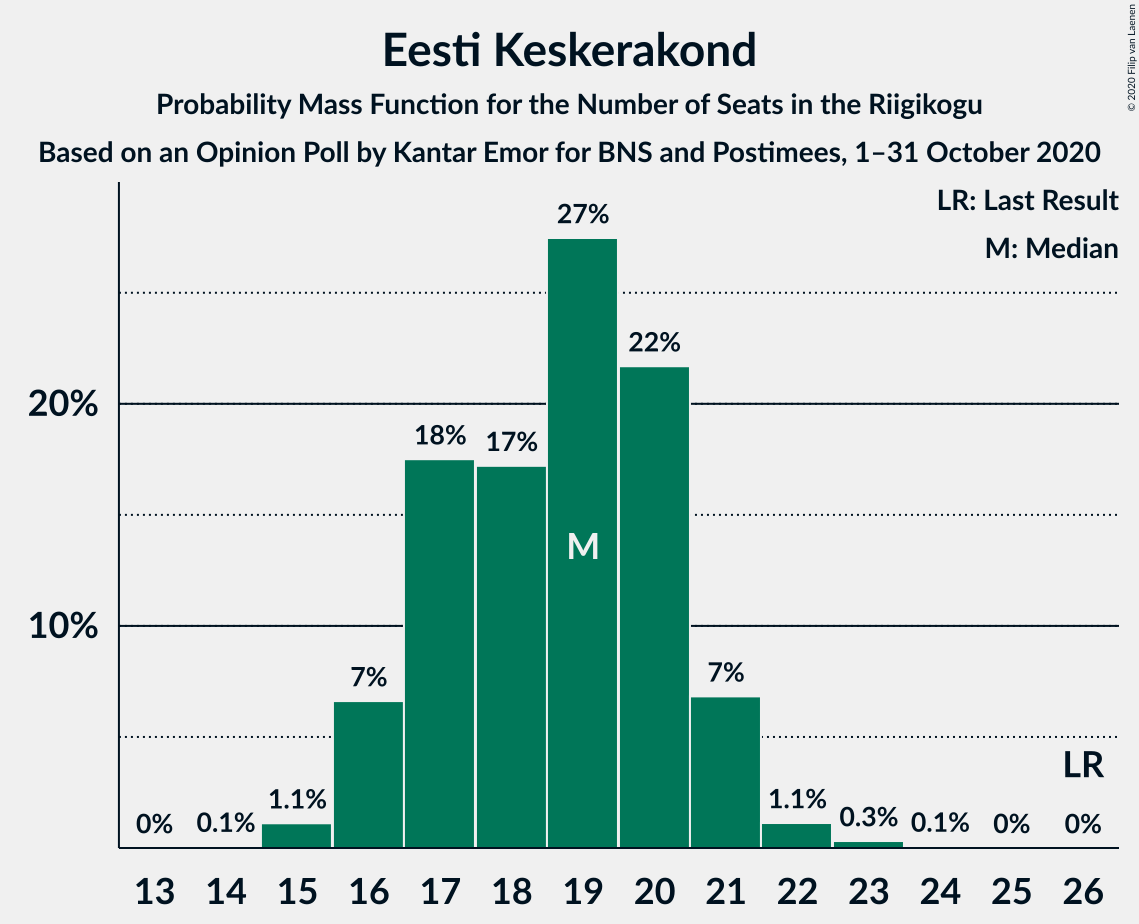 Eesti Keskerakond
Probability Mass Function for the Number of Seats in the Riigikogu
Based on an Opinion Poll by Kantar Emor for BNS and Postimees, 1–31 October 2020
© 2020 Filip van Laenen
LR: Last Result
M: Median
27%
22%
20%
18%
17%
M
10%
7%
7%
LR
1.1%
1.1%
0%
0.1%
0.3%
0.1%
0%
0%
13 14 15 16 17 18 19 20 21 22 23 24 25 26